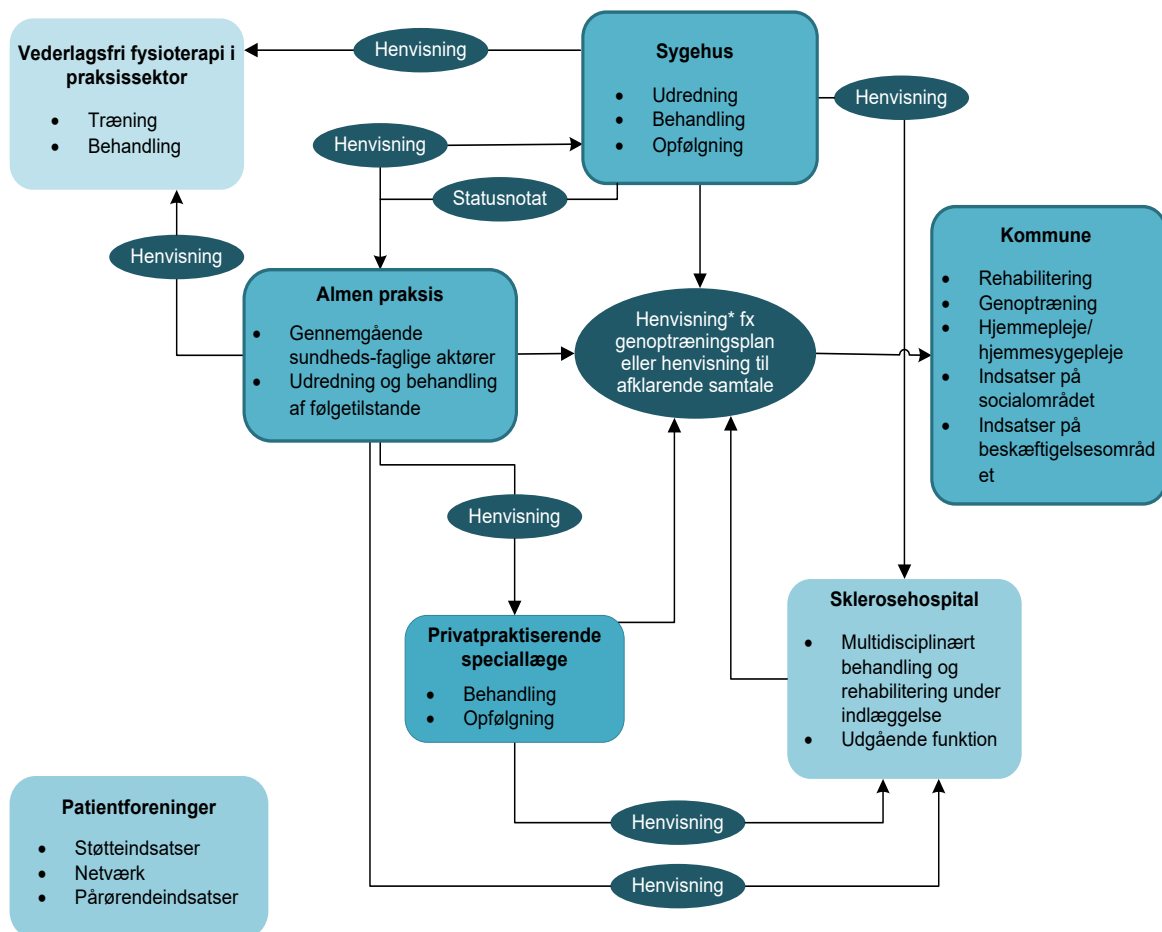 Vederlagsfri fysioterapi i
praksissektor
• Træning
• Behandling
Henvisning
Sygehus
• Udredning
• Behandling
• Opfølgning
Henvisning
Henvisning
Statusnotat
Henvisning
Almen praksis
• Gennemgående
sundheds-faglige aktører
• Udredning og behandling
af følgetilstande
Henvisning* fx
genoptræningsplan
eller henvisning til
afklarende samtale
Kommune
• Rehabilitering
• Genoptræning
• Hjemmepleje/
hjemmesygepleje
• Indsatser på
socialområdet
• Indsatser på
beskæftigelsesområd
et
Henvisning
Privatpraktiserende
speciallæge
• Behandling
• Opfølgning
Sklerosehospital
• Multidisciplinært
behandling og
rehabilitering under
indlæggelse
• Udgående funktion
Henvisning
Henvisning
Patientforeninger
• Støtteindsatser
• Netværk
• Pårørendeindsatser